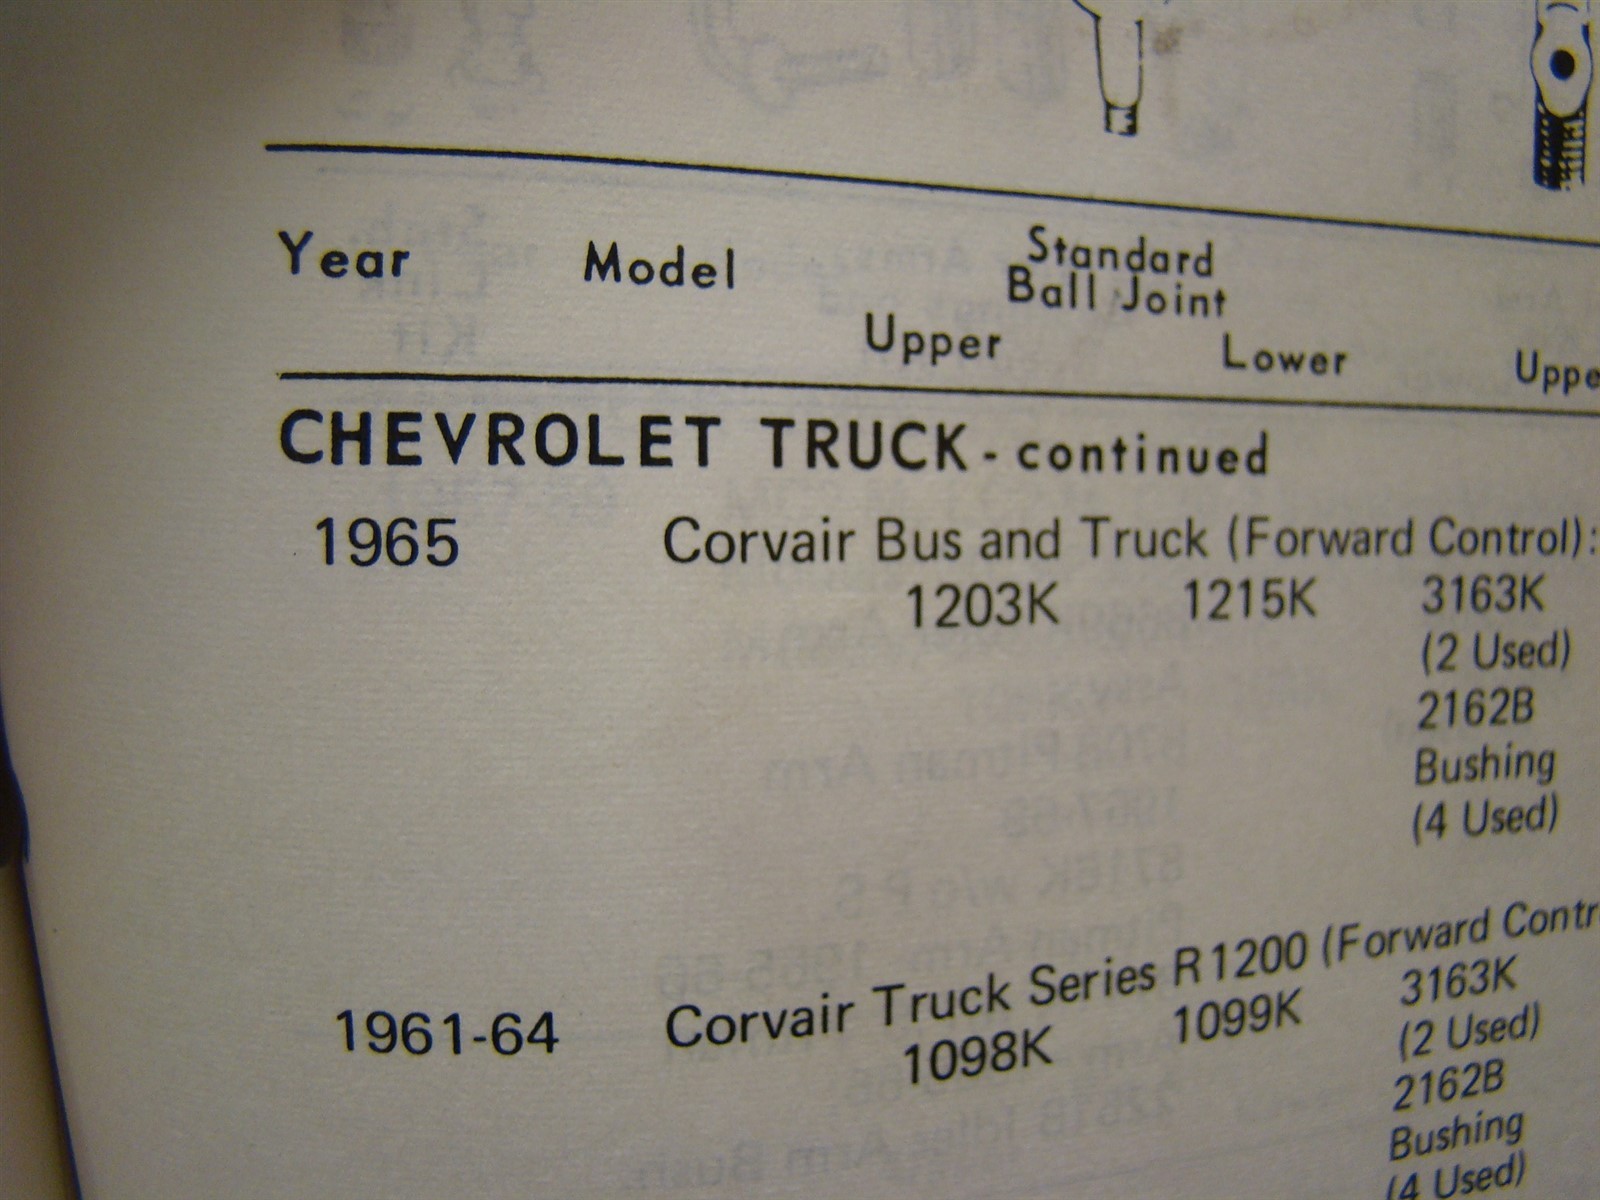 Year Model Standard
Ball Joint
Upper Lower
CHEVROLET TRUCK - continued
1965 Corvair Bus and Truck (Forward Control):
1203K 1215K 3163K
(2 Used)
2162B
Bushing
(4 Used)
1961-64 Corvair Truck Series R1200 (Forward Contr
1098K 1099K 3163K
(2 Used)
2162B
Bushing
(4 Used)